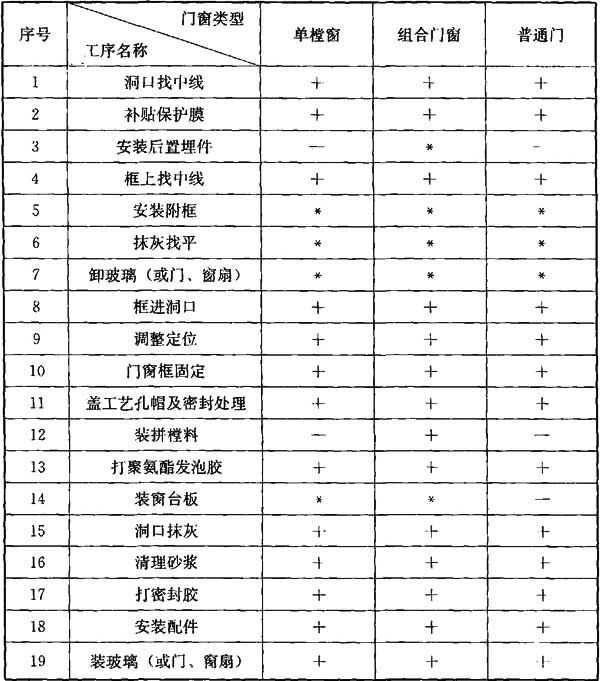 序号 门窗类型 工序名称 单樘窗 组合门窗 普通门
1 洞口找中线 + + +
2 补贴保护膜 + + +
3 安装后置埋件 — * -
4 框上找中线 + + +
5 安装附框 * * *
6 抹灰找平 * * *
7 卸玻璃（或门、窗扇） * * *
8 框进洞口 + + +
9 调整定位 + + +
10 门窗框固定 + + +
11 盖工艺孔帽及密封处理 + + +
12 装拼樘料 — + —
13 打聚氨酯发泡胶 + + +
14 装窗台板 * * —
15 洞口抹灰 + + +
16 清理砂浆 + + +
17 打密封胶 + + +
18 安装配件 + + +
19 装玻璃（或门、窗扇） + + +